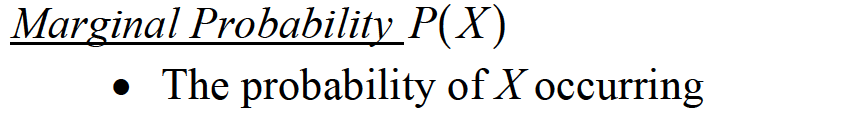 Marginal Probability P(X)
• The probability of X occurring